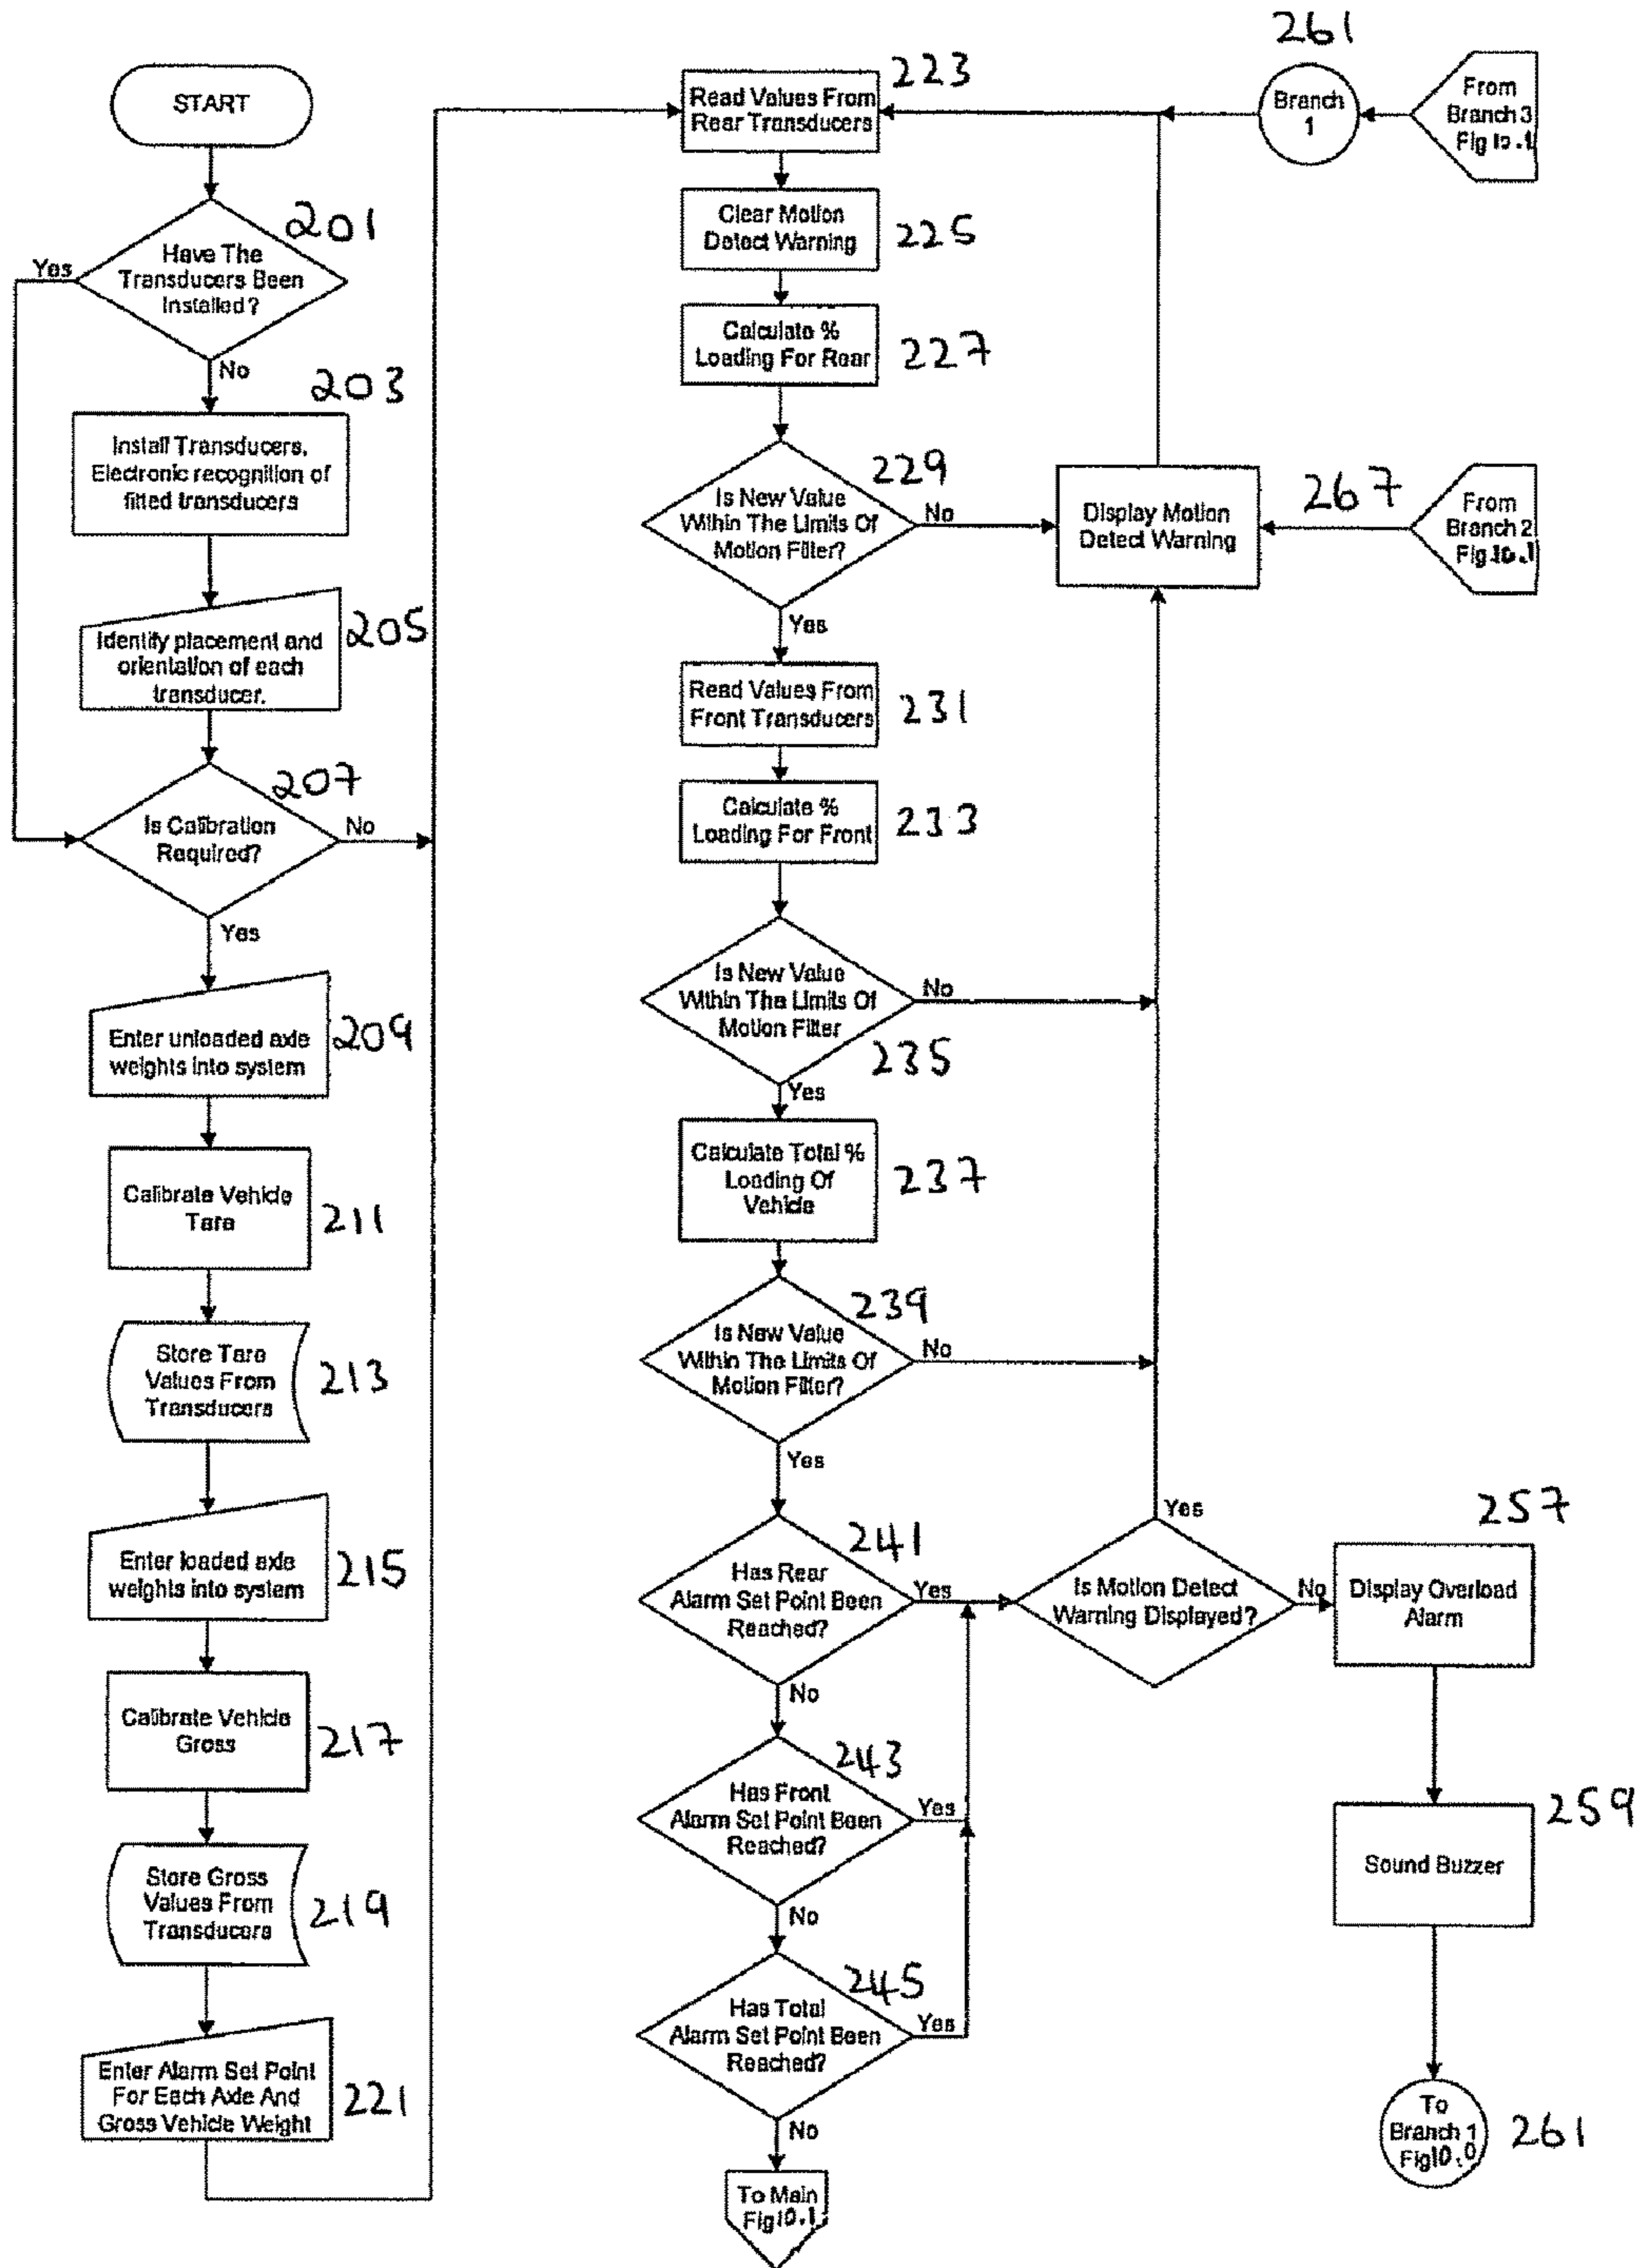 START
201
Have The
Transducers Been
Installed?
Yes
No
203
Install Transducers.
Electronic recognition of
fitted transducers
205
Identify placement and
orientation of each
transducer.
207
Is Calibration
Required?
No
Yes
209
Enter unloaded axle
weights into system
Calibrate Vehicle
Tare
211
Store Tare
Values From
Transducers
213
Enter loaded axle
weights into system
215
Calibrate Vehicle
Gross
217
Store Gross
Values From
Transducers
219
Enter Alarm Set Point
For Each Axle And
Gross Vehicle Weight
221
223
Read Values From
Rear Transducers
Clear Motion
Detect Warning
225
Calculate %
Loading For Rear
227
229
Is New Value
Within The Limits Of
Motion Filter?
No
Yes
Read Values From
Front Transducers
231
Calculate %
Loading For Front
233
Is New Value
Within The Limits Of
Motion Filter
No
235
Yes
Calculate Total %
Loading Of
Vehicle
237
239
Is New Value
Within The Limits Of
Motion Filter?
No
Yes
241
Has Rear
Alarm Set Point Been
Reached?
Yes
No
243
Has Front
Alarm Set Point Been
Reached?
Yes
No
245
Has Total
Alarm Set Point Been
Reached?
Yes
No
To Main
Fig10.1
261
Branch
1
From
Branch 3
Fig 10.1
Display Motion
Detect Warning
267
From
Branch 2
Fig 10.1
Yes
Is Motion Detect
Warning Displayed?
No
257
Display Overload
Alarm
259
Sound Buzzer
To
Branch 1
Fig10.0
261